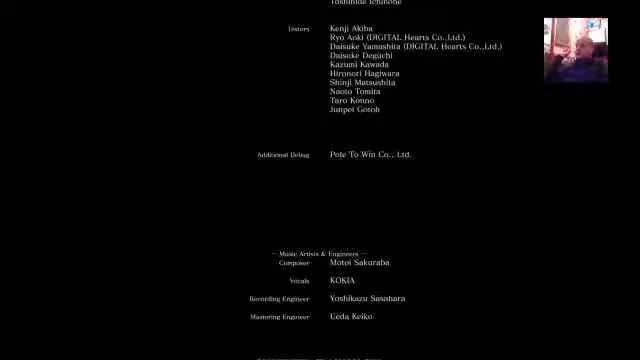 Toshihide Ichinohe
Testers Kenji Akiba
Ryo Aoki (DIGITAL Hearts Co.,Ltd.)
Daisuke Yamashita (DIGITAL Hearts Co.,Ltd.)
Daisuke Deguchi
Kazumi Kawada
Hironori Hagiwara
Shinji Matsushita
Naoto Tomita
Taro Konno
Junpei Gotoh
Additional Debug Pole To Win Co., Ltd.
— Music Artists & Engineers —
Composer Motoi Sakuraba
Vocals KOKIA
Recording Engineer Yoshikazu Sasahara
Mastering Engineer Ueda Keiko